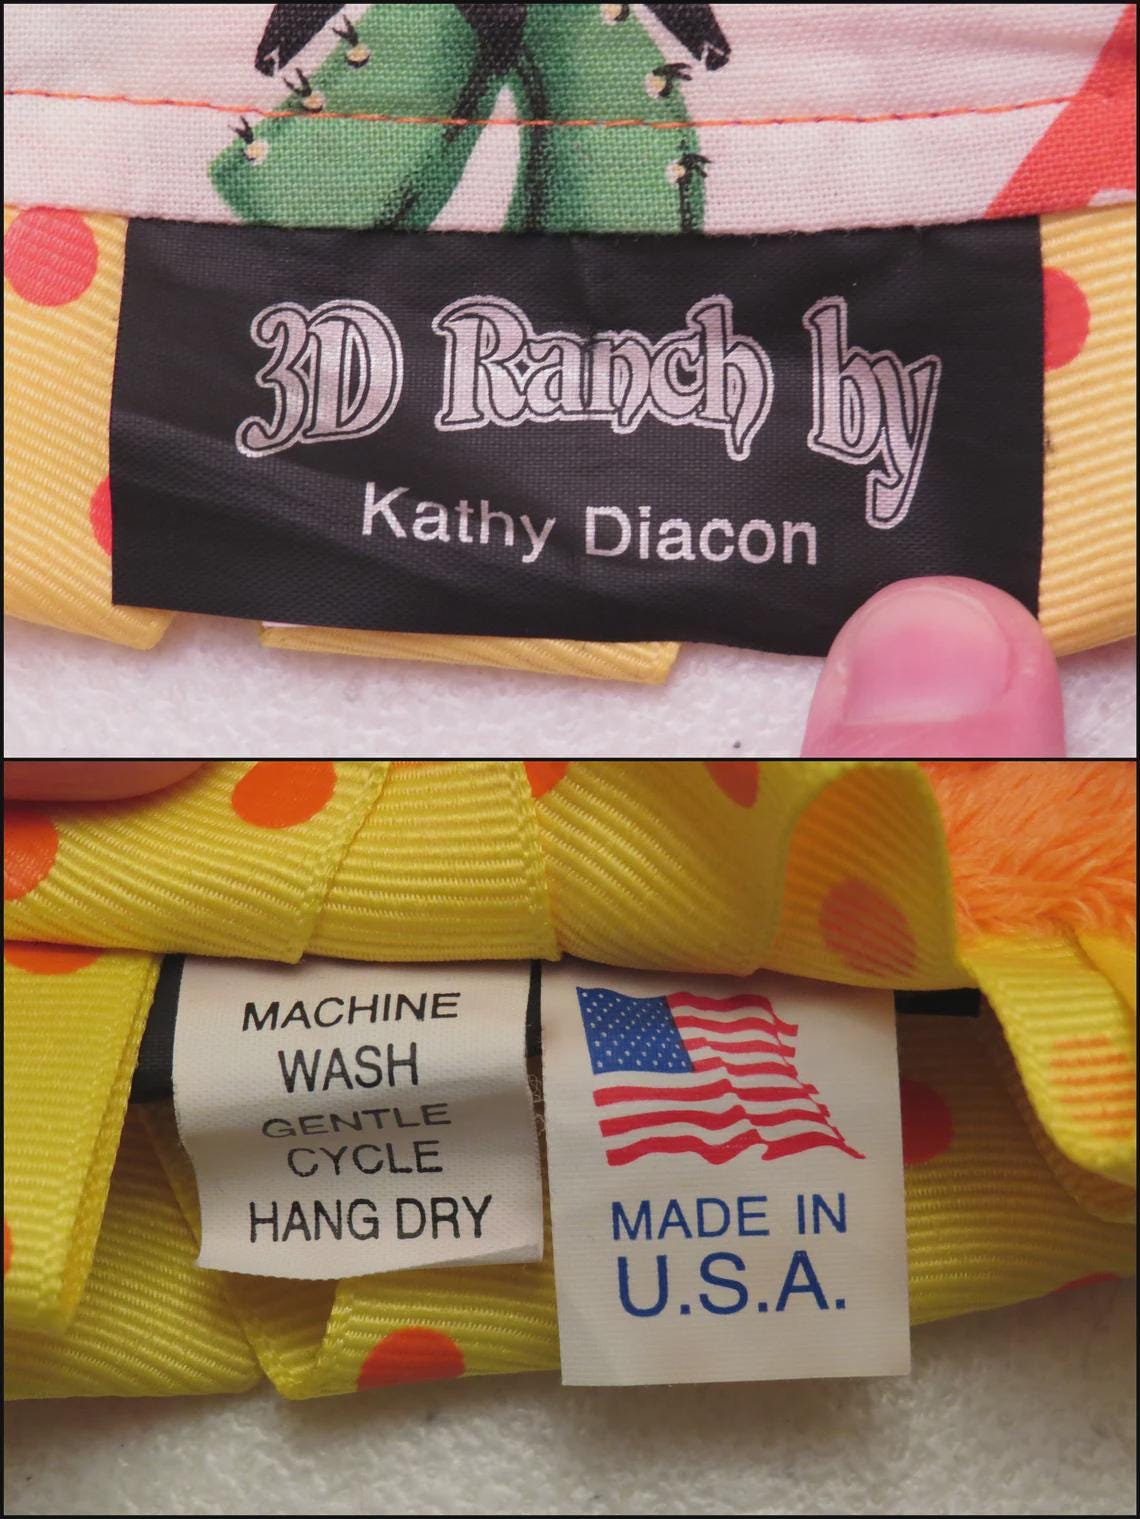 3D Ranch by
Kathy Diacon
MACHINE
WASH
GENTLE
CYCLE
HANG DRY
MADE IN
U.S.A.